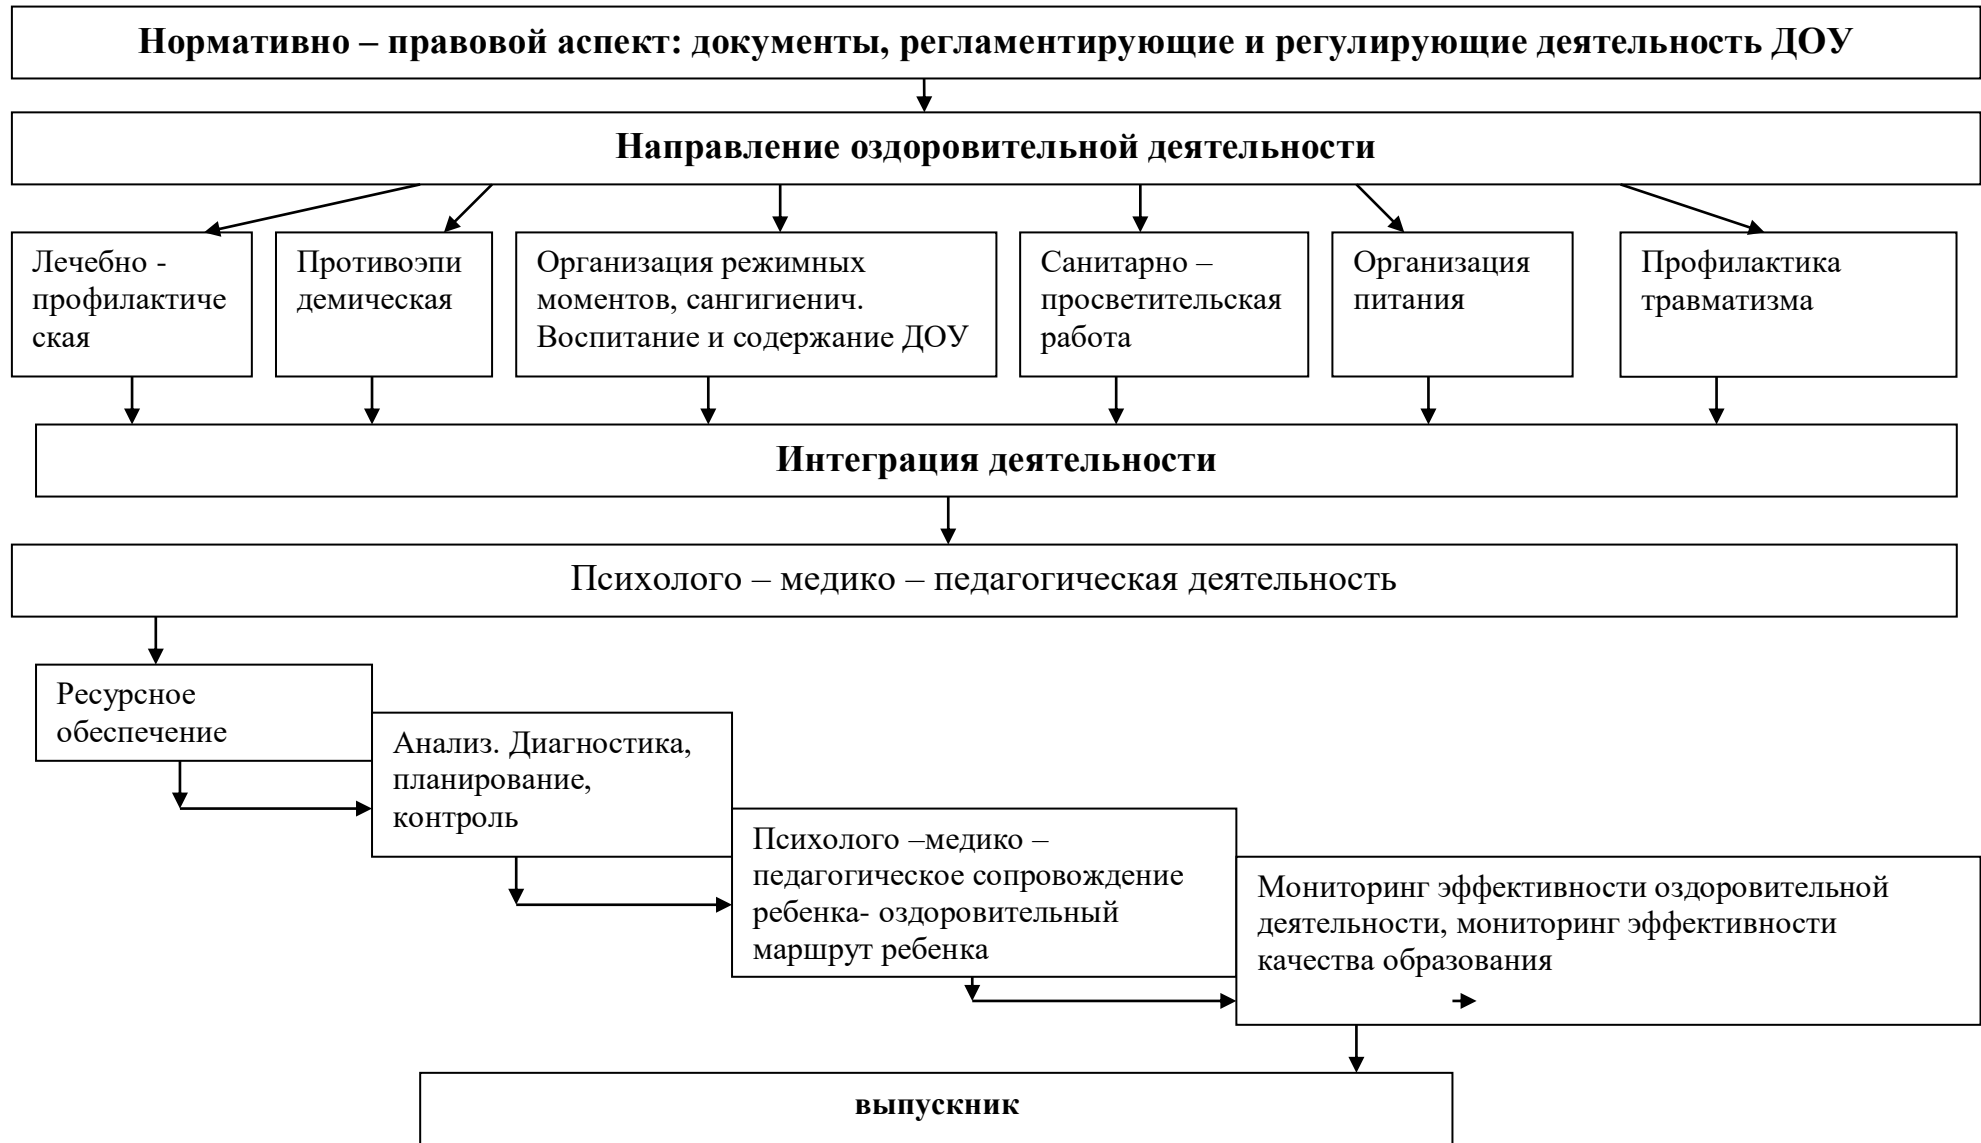 Нормативно – правовой аспект: документы, регламентирующие и регулирующие деятельность ДОУ
Направление оздоровительной деятельности
Лечебно -
профилактиче
ская
Противоэпи
демическая
Организация режимных
моментов, сангигиенич.
Воспитание и содержание ДОУ
Санитарно –
просветительская
работа
Организация
питания
Профилактика
травматизма
Интеграция деятельности
Психолого – медико – педагогическая деятельность
Ресурсное
обеспечение
Анализ. Диагностика,
планирование,
контроль
Психолого –медико –
педагогическое сопровождение
ребенка- оздоровительный
маршрут ребенка
Мониторинг эффективности оздоровительной
деятельности, мониторинг эффективности
качества образования
выпускник